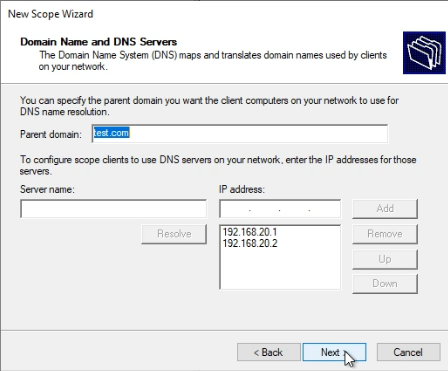 New Scope Wizard
Domain Name and DNS Servers
The Domain Name System (DNS) maps and translates domain names used by clients
on your network.
You can specify the parent domain you want the client computers on your network to use for
DNS name resolution.
Parent domain: test.com
To configure scope clients to use DNS servers on your network, enter the IP addresses for those
servers.
Server name: IP address:
. . . Add
Resolve 192.168.20.1 Remove
192.168.20.2
Up
Down
< Back Next > Cancel